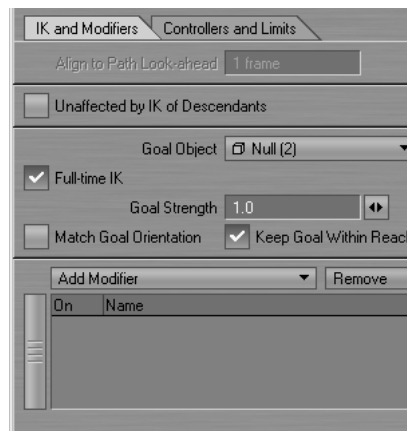 IK and Modifiers Controllers and Limits
Align to Path Look-ahead 1 frame
Unaffected by IK of Descendants
Goal Object Null (2)
Full-time IK
Goal Strength 1.0
Match Goal Orientation Keep Goal Within Reach
Add Modifier Remove
On Name